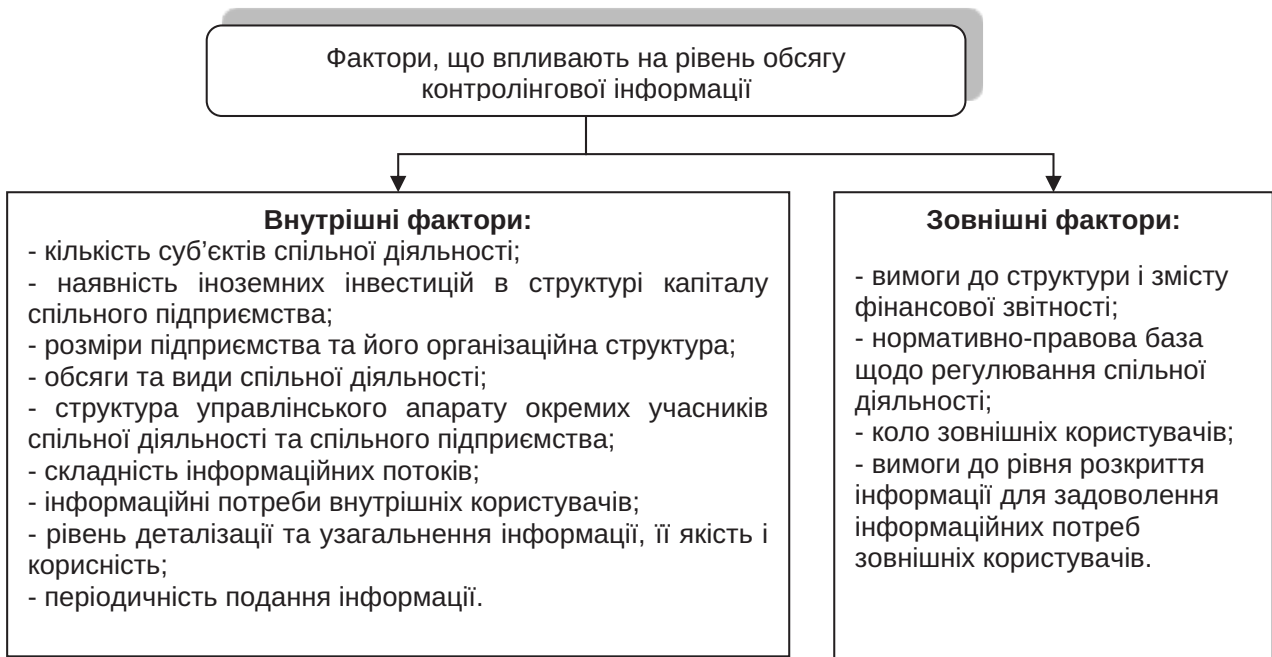 Фактори, що впливають на рівень обсягу
контролінгової інформації
Внутрішні фактори:
- кількість суб’єктів спільної діяльності;
- наявність іноземних інвестицій в структурі капіталу
спільного підприємства;
- розміри підприємства та його організаційна структура;
- обсяги та види спільної діяльності;
- структура управлінського апарату окремих учасників
спільної діяльності та спільного підприємства;
- складність інформаційних потоків;
- інформаційні потреби внутрішніх користувачів;
- рівень деталізації та узагальнення інформації, її якість і
корисність;
- періодичність подання інформації.
Зовнішні фактори:
- вимоги до структури і змісту
фінансової звітності;
- нормативно-правова база
щодо регулювання спільної
діяльності;
- коло зовнішніх користувачів;
- вимоги до рівня розкриття
інформації для задоволення
інформаційних потреб
зовнішніх користувачів.